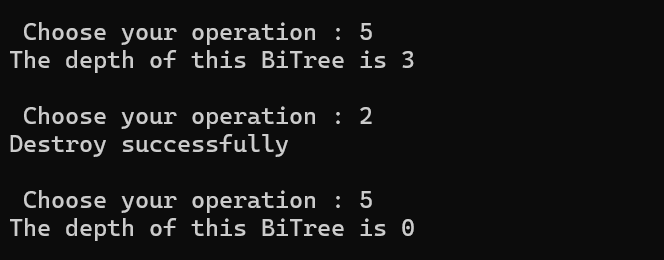 Choose your operation : 5
The depth of this BiTree is 3
Choose your operation : 2
Destroy successfully
Choose your operation : 5
The depth of this BiTree is 0